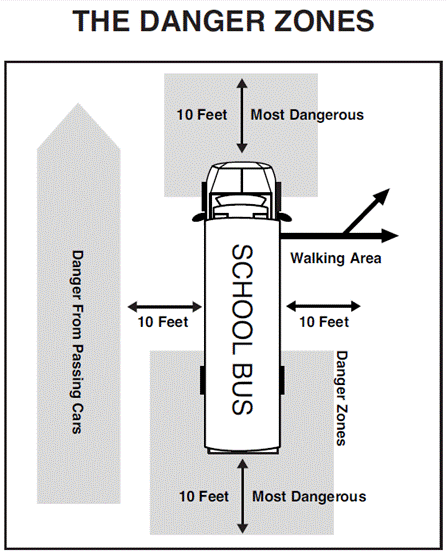 THE DANGER ZONES
10 Feet
Most Dangerous
Walking Area
Danger From Passing Cars
SCHOOL BUS
10 Feet
10 Feet
Danger Zones
10 Feet
Most Dangerous